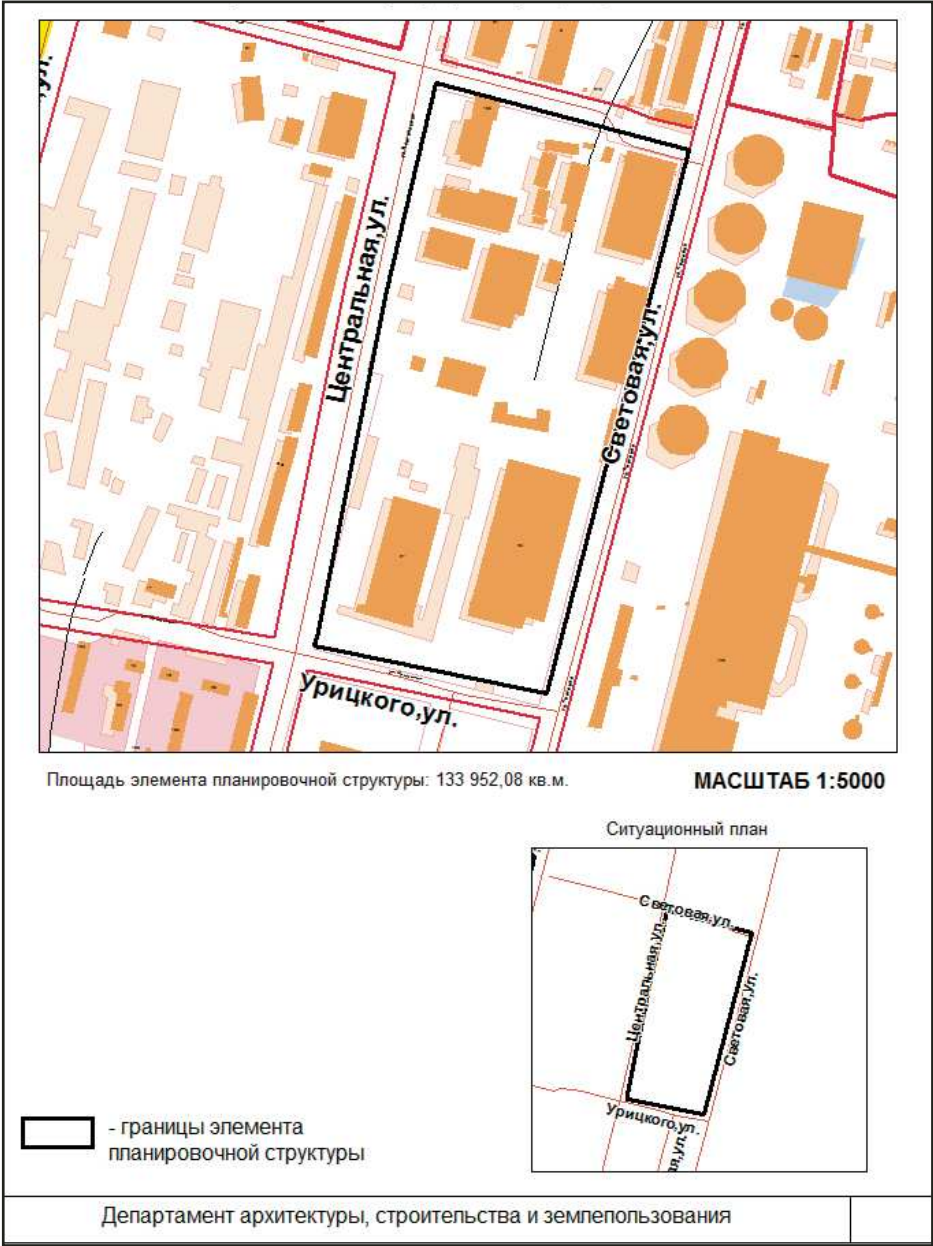 ,ул.
Центральная,ул.
Световая,ул.
Урицкого,ул.
Площадь элемента планировочной структуры: 133 952,08 кв.м.
МАСШТАБ 1:5000
Ситуационный план
Световая,ул.
Центральная,ул.
Световая,ул.
Урицкого,ул.
ая,ул.
- границы элемента
планировочной структуры
Департамент архитектуры, строительства и землепользования